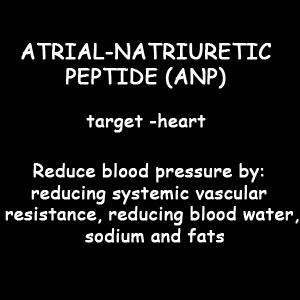 ATRIAL-NATRIURETIC
PEPTIDE (ANP)
target -heart
Reduce blood pressure by:
reducing systemic vascular
resistance, reducing blood water,
sodium and fats